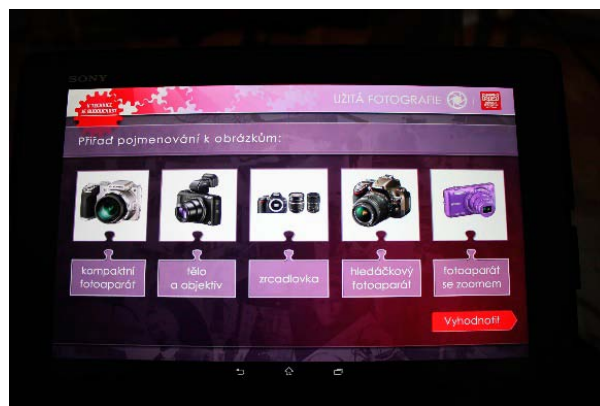 SONY
UŽITÁ FOTOGRAFIE
Přiřaď pojmenování k obrázkům:
kompaktní
fotoaparát
tělo
a objektiv
zrcadlovka
hledáčkový
fotoaparát
fotoaparát
se zoomem
Vyhodnotit